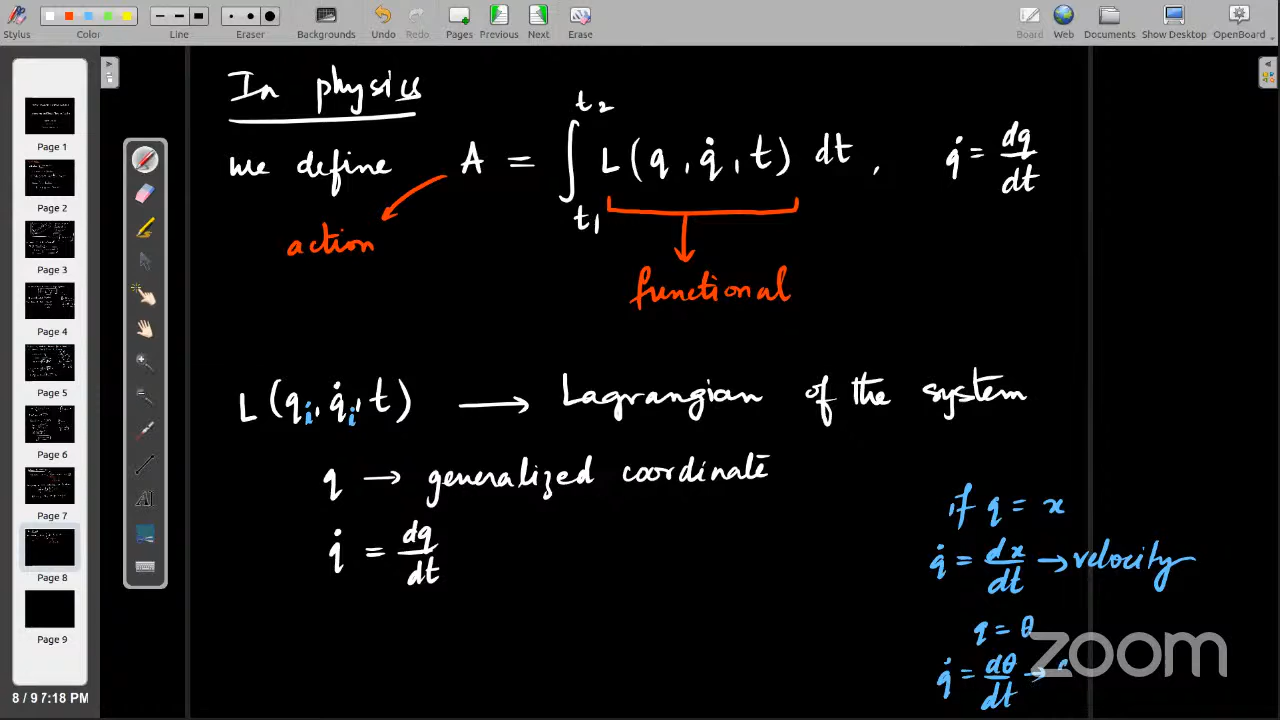 Stylus Color Line Eraser Backgrounds Undo Redo Pages Previous Next Erase Board Web Documents Show Desktop OpenBoard
Page 1
Page 2
Page 3
Page 4
Page 5
Page 6
Page 7
Page 8
Page 9
8 / 9 7:18 PM
In physics
we define A = ∫_{t1}^{t2} L(q, q̇, t) dt, q̇ = dq/dt
action
functional
L(q_i, q̇_i, t) → Lagrangian of the system
q → generalized coordinate
q̇ = dq/dt
if q = x
q̇ = dx/dt → velocity
q = θ
q̇ = dθ/dt →
zoom